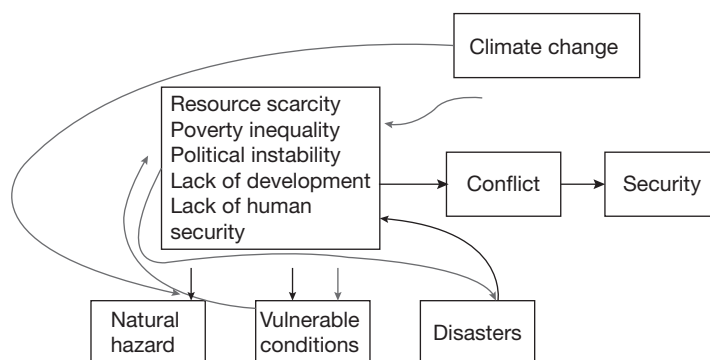 Climate change
Resource scarcity
Poverty inequality
Political instability
Lack of development
Lack of human
security
Conflict
Security
Natural
hazard
Vulnerable
conditions
Disasters